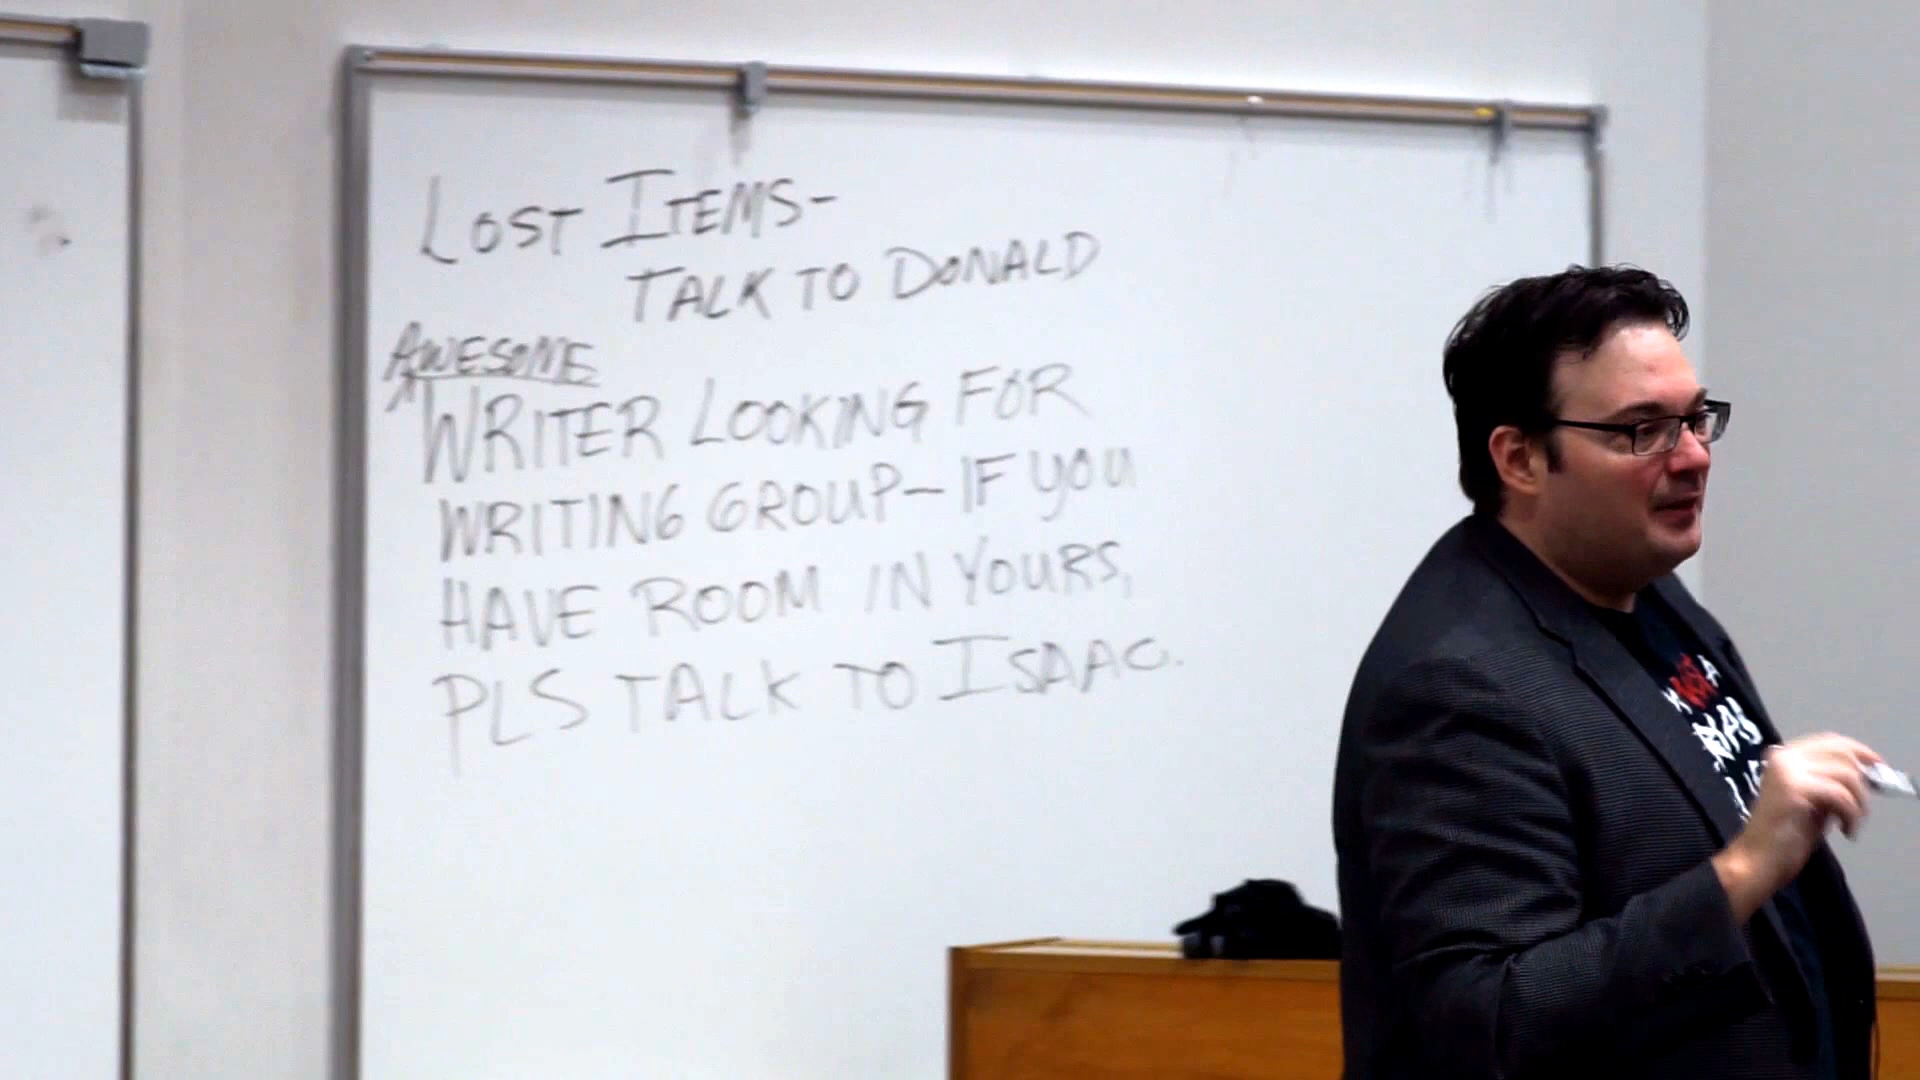 LOST ITEMS-
TALK TO DONALD
AWESOME
WRITER LOOKING FOR
WRITING GROUP-IF YOU
HAVE ROOM IN YOURS,
PLS TALK TO ISAAC.